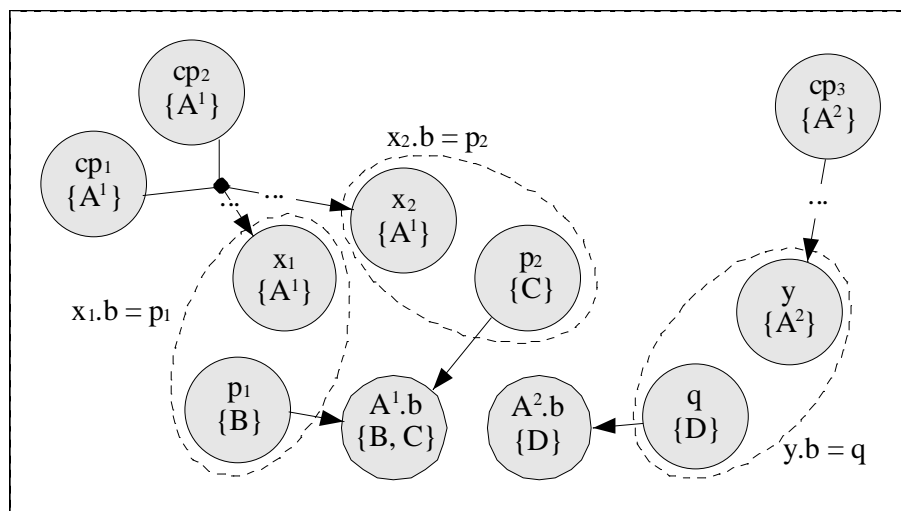 cp₂
{A¹}
cp₃
{A²}
x₂.b = p₂
cp₁
{A¹}
...
...
...
x₂
{A¹}
x₁
{A¹}
p₂
{C}
y
{A²}
x₁.b = p₁
p₁
{B}
A¹.b
{B, C}
A².b
{D}
q
{D}
y.b = q